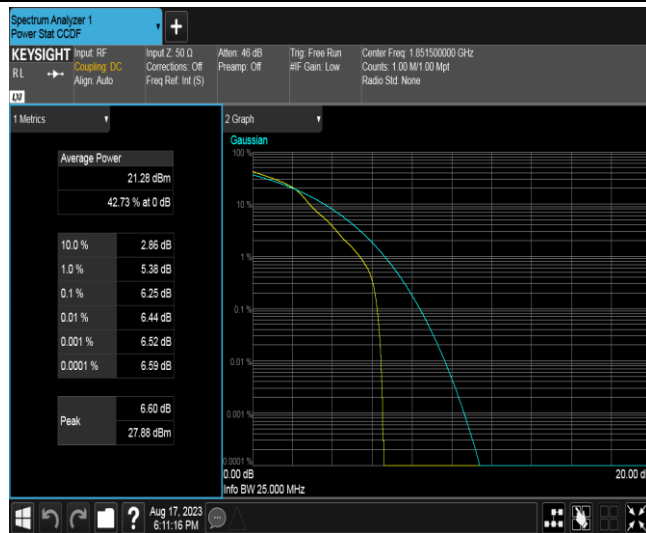 Spectrum Analyzer 1
Power Stat CCDF
+
KEYSIGHT
RL
LXI
Input: RF
Coupling: DC
Align: Auto
Input Z: 50 Ω
Corrections: Off
Freq Ref: Int (S)
Atten: 46 dB
Preamp: Off
Trig: Free Run
#IF Gain: Low
Center Freq: 1.851500000 GHz
Counts: 1.00 M/1.00 Mpt
Radio Std: None
1 Metrics
Average Power
21.28 dBm
42.73 % at 0 dB
10.0 % 2.86 dB
1.0 % 5.38 dB
0.1 % 6.25 dB
0.01 % 6.44 dB
0.001 % 6.52 dB
0.0001 % 6.59 dB
Peak
6.60 dB
27.88 dBm
2 Graph
Gaussian
100 %
10 %
1 %
0.1 %
0.01 %
0.001 %
0.0001 %
0.00 dB
20.00 d
Info BW 25.000 MHz
?
Aug 17, 2023
6:11:16 PM